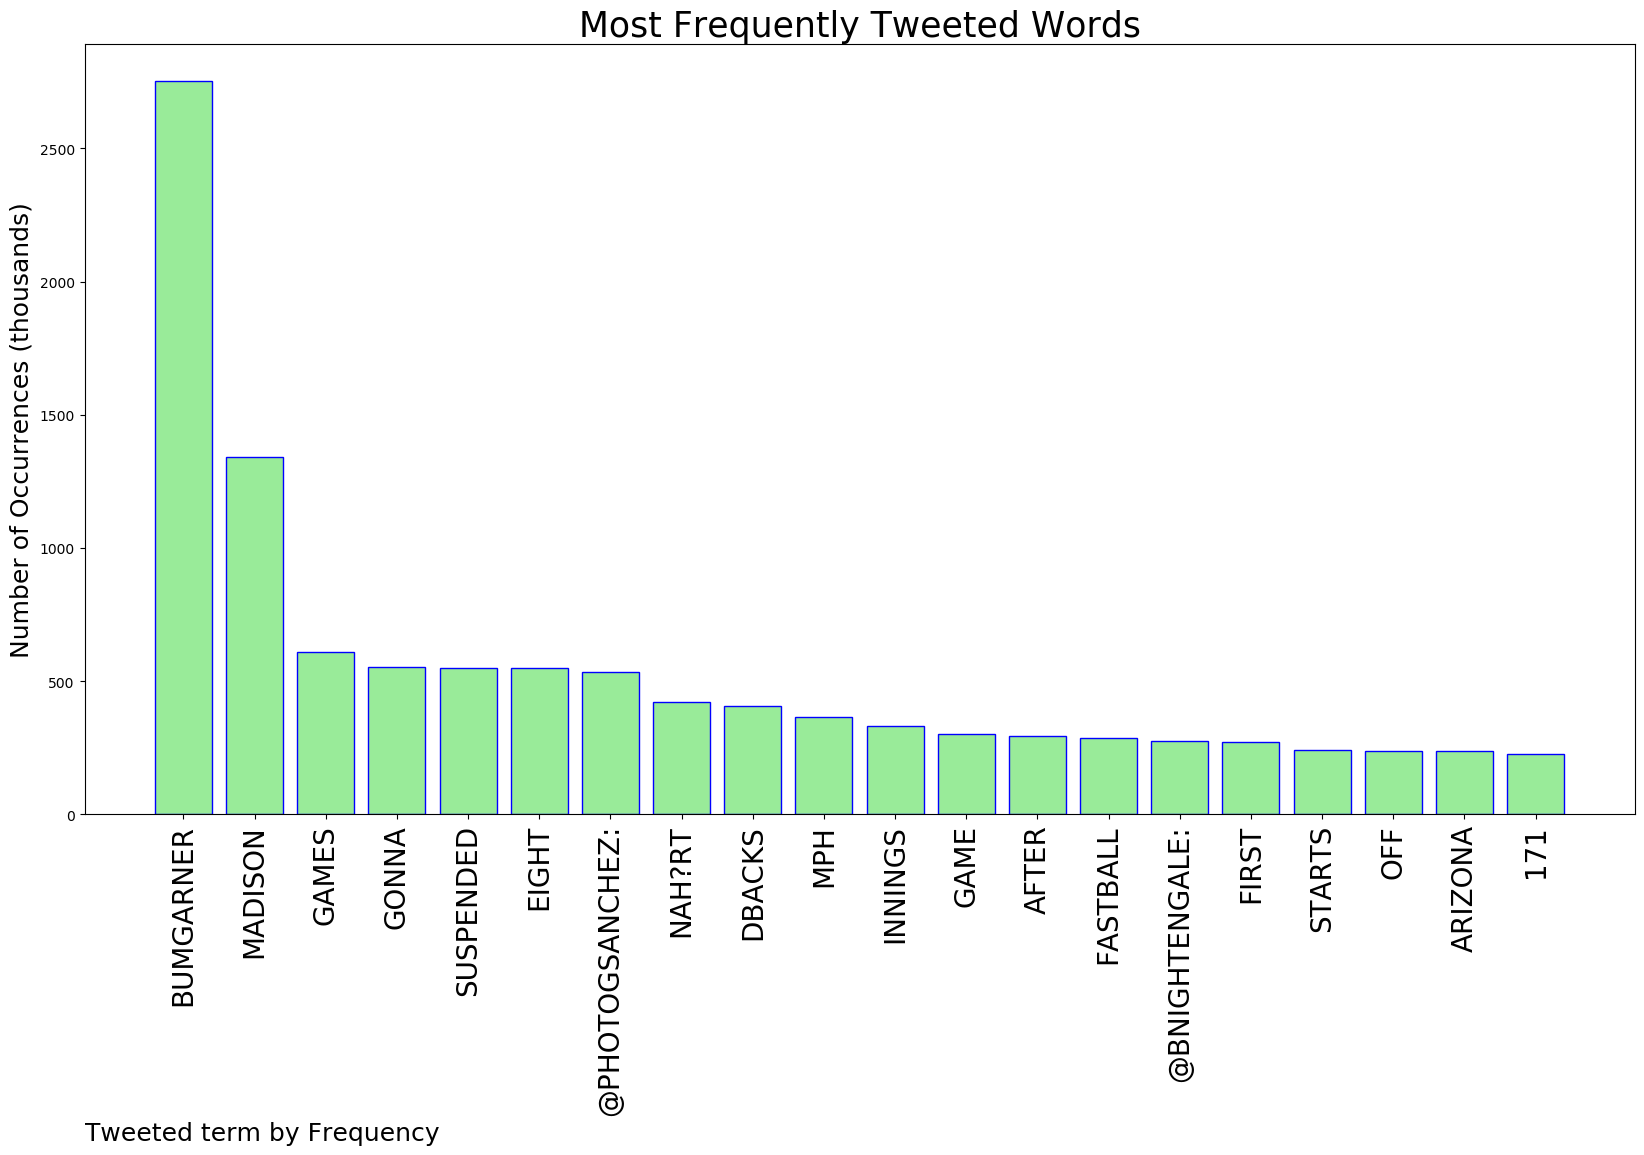 Most Frequently Tweeted Words
Number of Occurrences (thousands)
2500
2000
1500
1000
500
0
BUMGARNER
MADISON
GAMES
GONNA
SUSPENDED
EIGHT
@PHOTOGSANCHEZ:
NAH?RT
DBACKS
MPH
INNINGS
GAME
AFTER
FASTBALL
@BNIGHTENGALE:
FIRST
STARTS
OFF
ARIZONA
171
Tweeted term by Frequency